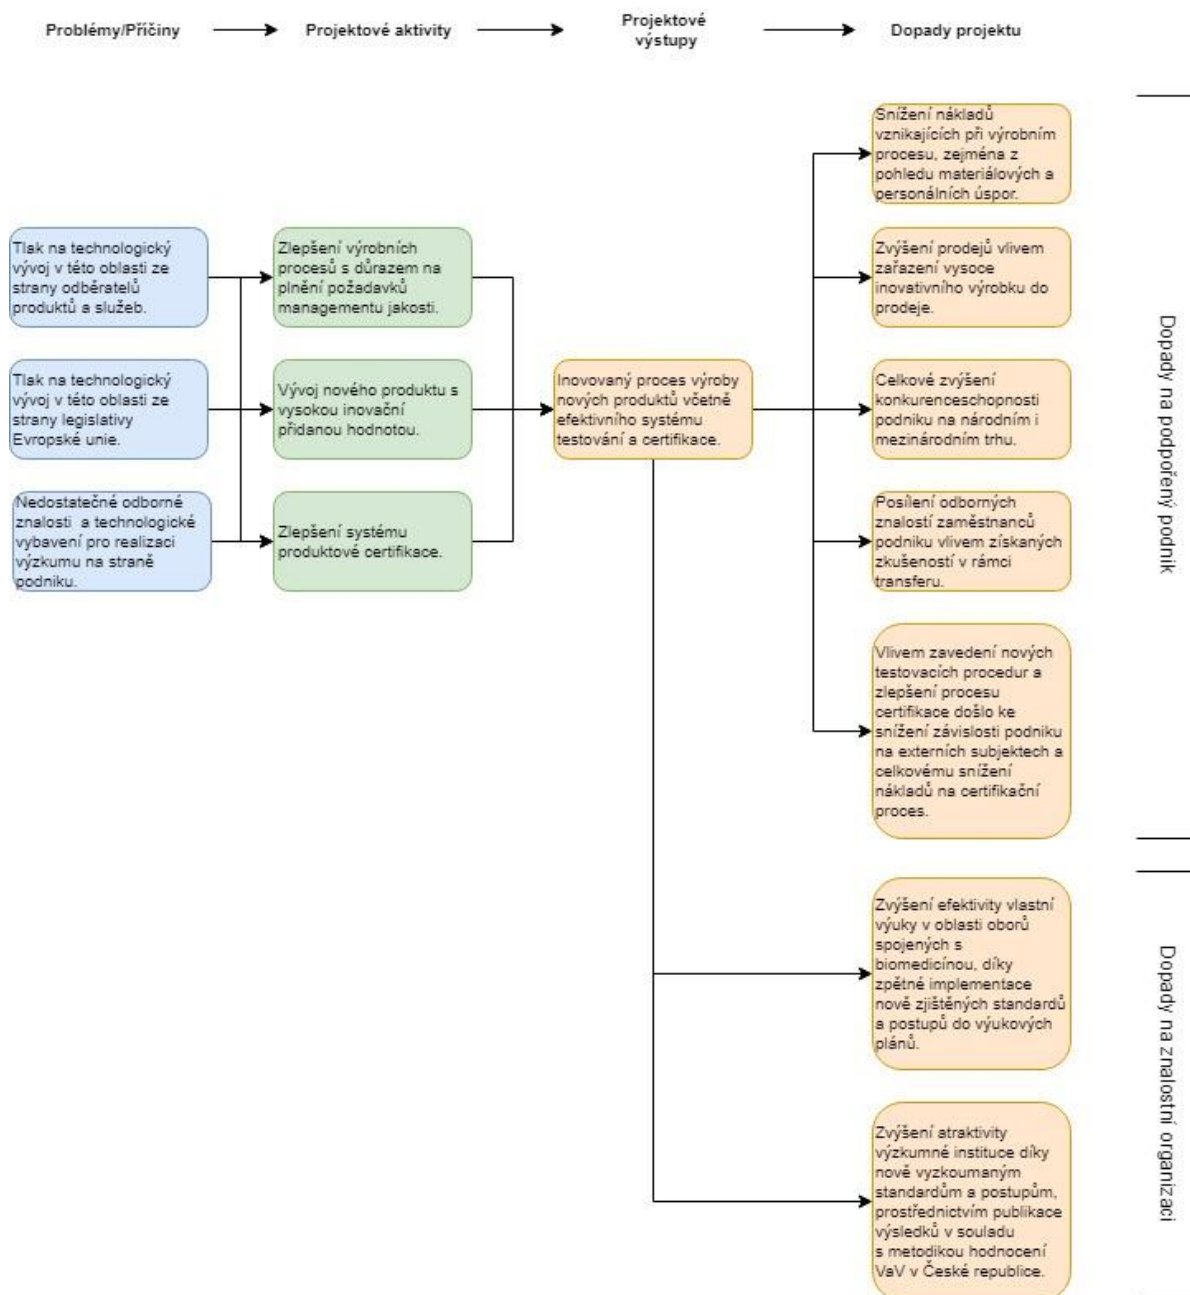 Problémy/Příčiny
Projektové aktivity
Projektové
výstupy
Dopady projektu
Tlak na technologický
vývoj v této oblasti ze
strany odběratelů
produktů a služeb.
Tlak na technologický
vývoj v této oblasti ze
strany legislativy
Evropské unie.
Nedostatečné odborné
znalosti a technologické
vybavení pro realizaci
výzkumu na straně
podniku.
Zlepšení výrobních
procesů s důrazem na
plnění požadavků
managementu jakosti.
Vývoj nového produktu s
vysokou inovační
přidanou hodnotou.
Zlepšení systému
produktové certifikace.
Inovovaný proces výroby
nových produktů včetně
efektivního systému
testování a certifikace.
Snížení nákladů
vznikajících při výrobním
procesu, zejména z
pohledu materiálových a
personálních úspor.
Zvýšení prodejů vlivem
zařazení vysoce
inovativního výrobku do
prodeje.
Celkové zvýšení
konkurenceschopnosti
podniku na národním i
mezinárodním trhu.
Posílení odborných
znalostí zaměstnanců
podniku vlivem získaných
zkušeností v rámci
transferu.
Vlivem zavedení nových
testovacích procedur a
zlepšení procesu
certifikace došlo ke
snížení závislosti podniku
na externích subjektech a
celkovému snížení
nákladů na certifikační
proces.
Dopady na podpořený podnik
Zvýšení efektivity vlastní
výuky v oblasti oborů
spojených s
biomedicínou, díky
zpětné implementace
nově zjištěných standardů
a postupů do výukových
plánů.
Zvýšení atraktivity
výzkumné instituce díky
nově vyzkoumaným
standardům a postupům,
prostřednictvím publikace
výsledků v souladu
s metodikou hodnocení
VaV v České republice.
Dopady na znalostní organizaci